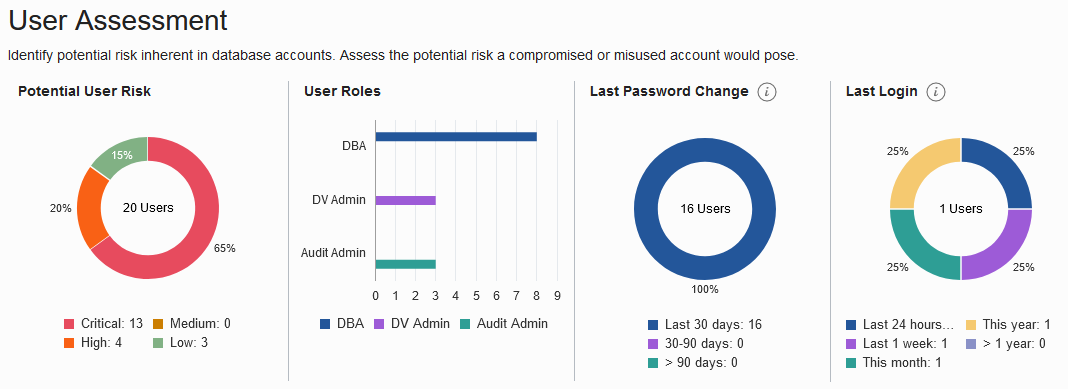 User Assessment
Identify potential risk inherent in database accounts. Assess the potential risk a compromised or misused account would pose.
Potential User Risk
15%
20%
20 Users
65%
Critical: 13
Medium: 0
High: 4
Low: 3
User Roles
DBA
DV Admin
Audit Admin
0 1 2 3 4 5 6 7 8 9
DBA DV Admin Audit Admin
Last Password Change i
16 Users
100%
Last 30 days: 16
30-90 days: 0
> 90 days: 0
Last Login i
25% 25%
1 Users
25% 25%
Last 24 hours...
This year: 1
Last 1 week: 1
> 1 year: 0
This month: 1